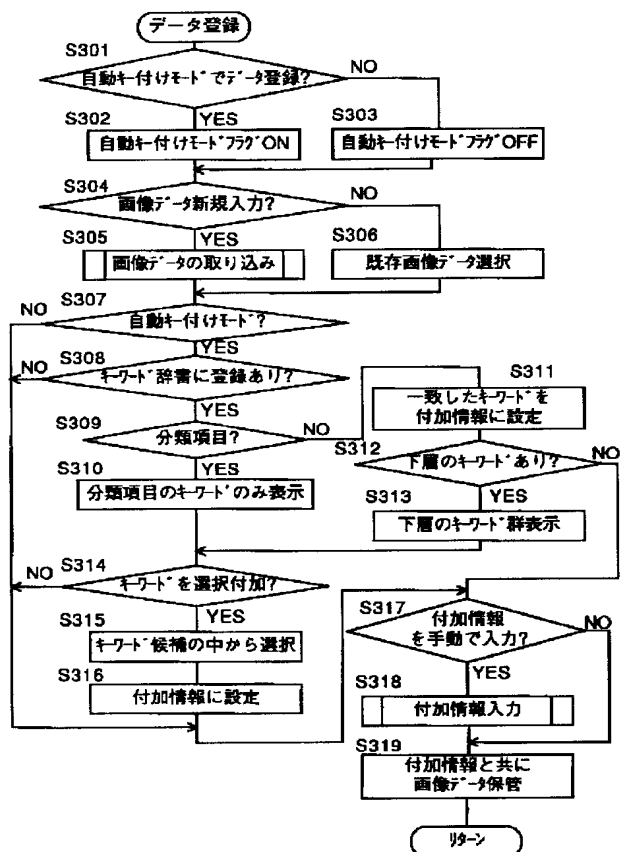 データ登録
S301
自動キー付けモードでデータ登録?
NO
YES
S302
自動キー付けモードフラグON
S303
自動キー付けモードフラグOFF
S304
画像データ新規入力?
NO
YES
S305
画像データの取り込み
S306
既存画像データ選択
S307
NO
自動キー付けモード?
YES
S308
NO
キーワード辞書に登録あり?
YES
S309
分類項目?
NO
YES
S310
分類項目のキーワードのみ表示
S311
一致したキーワードを
付加情報に設定
S312
下層のキーワードあり?
NO
YES
S313
下層のキーワード群表示
S314
NO
キーワードを選択付加?
YES
S315
キーワード候補の中から選択
S316
付加情報に設定
S317
付加情報
を手動で入力?
NO
YES
S318
付加情報入力
S319
付加情報と共に
画像データ保管
リターン